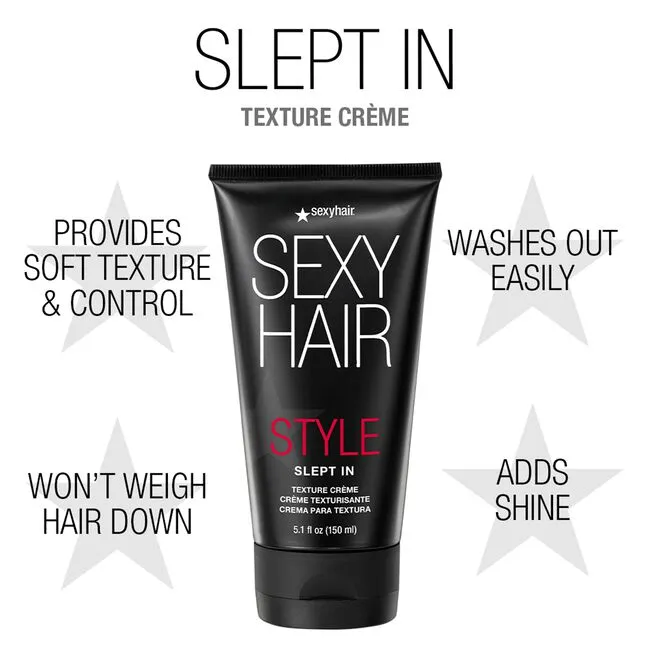 SLEPT IN
TEXTURE CRÈME
PROVIDES
SOFT TEXTURE
& CONTROL
WASHES OUT
EASILY
sexyhair.
SEXY
HAIR
STYLE
SLEPT IN
TEXTURE CRÈME
CRÈME TEXTURISANTE
CREMA PARA TEXTURA
5.1 fl oz (150 ml)
WON'T WEIGH
HAIR DOWN
ADDS
SHINE